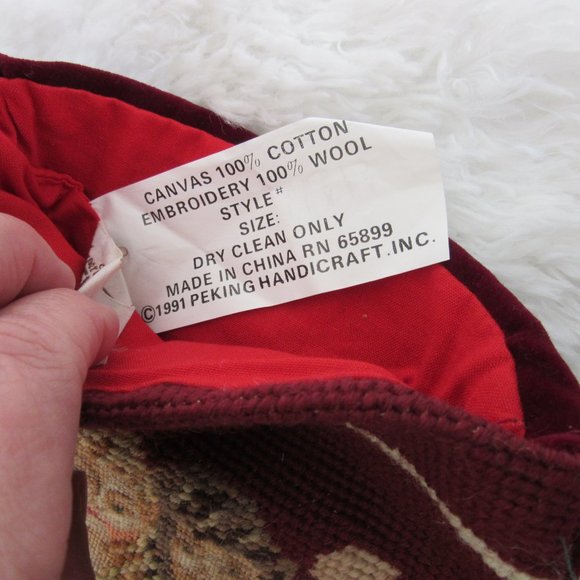 CANVAS 100% COTTON
EMBROIDERY 100% WOOL
STYLE#
SIZE:
DRY CLEAN ONLY
MADE IN CHINA RN 65899
©1991 PEKING HANDICRAFT.INC.